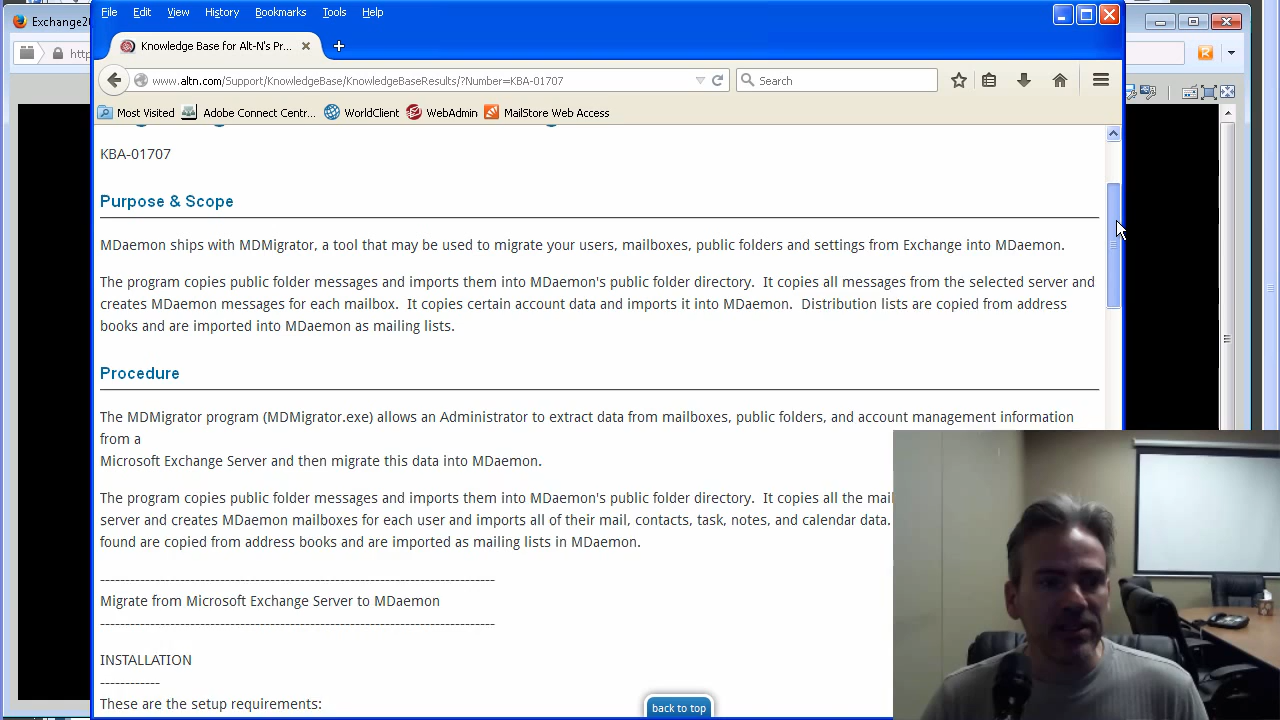 File Edit View History Bookmarks Tools Help
Exchange2
Knowledge Base for Alt-N's Pr...
http
www.altn.com/Support/KnowledgeBase/KnowledgeBaseResults/?Number=KBA-01707
Search
Most Visited Adobe Connect Centr... WorldClient WebAdmin MailStore Web Access
KBA-01707
Purpose & Scope
MDaemon ships with MDMigrator, a tool that may be used to migrate your users, mailboxes, public folders and settings from Exchange into MDaemon.
The program copies public folder messages and imports them into MDaemon's public folder directory.  It copies all messages from the selected server and
creates MDaemon messages for each mailbox.  It copies certain account data and imports it into MDaemon.  Distribution lists are copied from address
books and are imported into MDaemon as mailing lists.
Procedure
The MDMigrator program (MDMigrator.exe) allows an Administrator to extract data from mailboxes, public folders, and account management information
from a
Microsoft Exchange Server and then migrate this data into MDaemon.
The program copies public folder messages and imports them into MDaemon's public folder directory.  It copies all the mail
server and creates MDaemon mailboxes for each user and imports all of their mail, contacts, task, notes, and calendar data.
found are copied from address books and are imported as mailing lists in MDaemon.
-------------------------------------------------------------------------------
Migrate from Microsoft Exchange Server to MDaemon
-------------------------------------------------------------------------------
INSTALLATION
------------
These are the setup requirements:
back to top